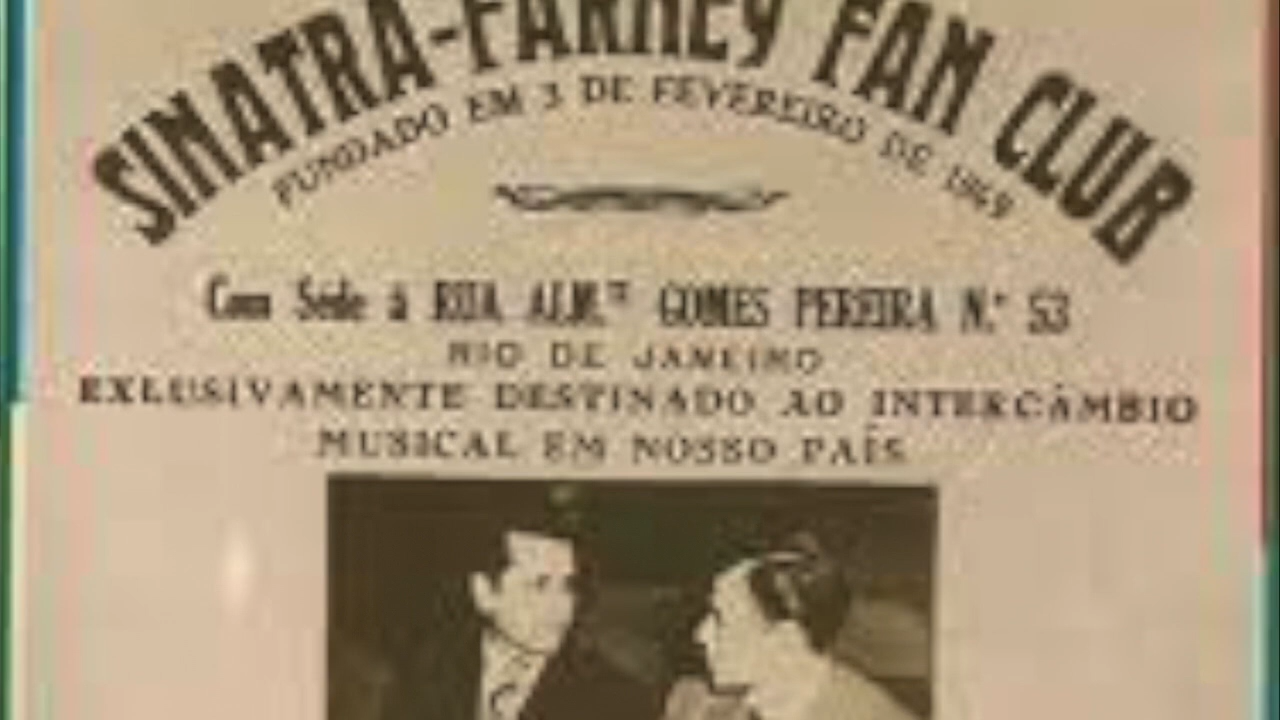 SINATRA-FARNEY FAN CLUB
FUNDADO EM 3 DE FEVEREIRO DE 1949
Com Séde à RUA ALM.TE GOMES PEREIRA N.º 53
RIO DE JANEIRO
EXLUSIVAMENTE DESTINADO AO INTERCÂMBIO
MUSICAL EM NOSSO PAÍS